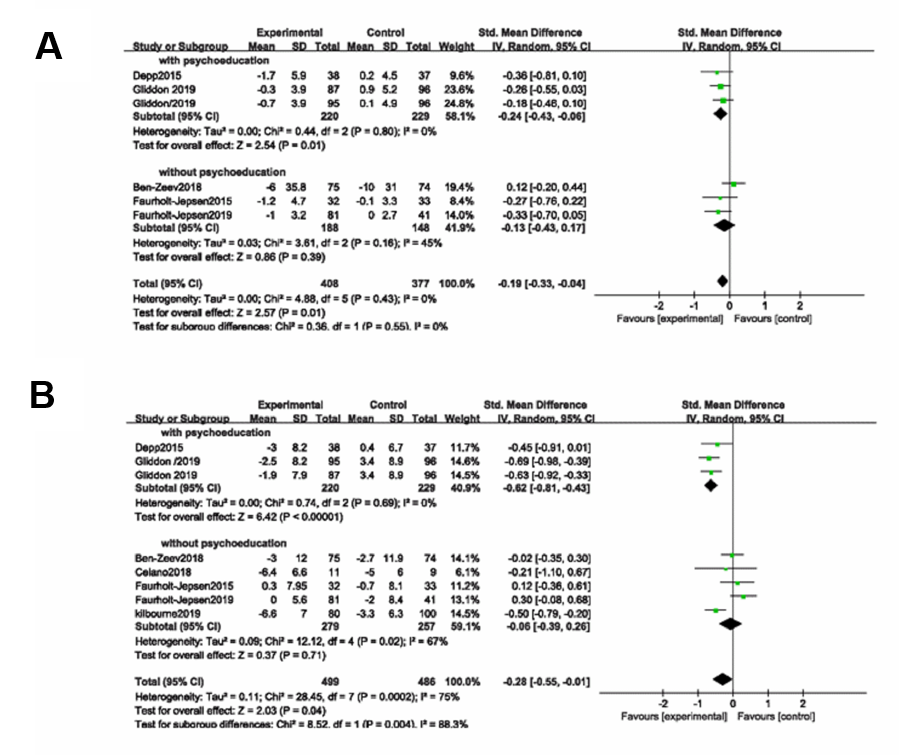 A
Experimental Control Std. Mean Difference Std. Mean Difference
Study or Subgroup Mean SD Total Mean SD Total Weight IV, Random, 95% CI IV, Random, 95% CI
with psychoeducation
Depp2015 -1.7 5.9 38 0.2 4.5 37 9.6% -0.36 [-0.81, 0.10]
Gliddon 2019 -0.3 3.9 87 0.9 5.2 96 23.6% -0.26 [-0.55, 0.03]
Gliddon/2019 -0.7 3.9 95 0.1 4.9 96 24.8% -0.18 [-0.46, 0.10]
Subtotal (95% CI) 220 229 58.1% -0.24 [-0.43, -0.06]
Heterogeneity: Tau² = 0.00; Chi² = 0.44, df = 2 (P = 0.80); I² = 0%
Test for overall effect: Z = 2.54 (P = 0.01)
without psychoeducation
Ben-Zeev2018 -6 35.8 75 -10 31 74 19.4% 0.12 [-0.20, 0.44]
Faurholt-Jepsen2015 -1.2 4.7 32 -0.1 3.3 33 8.4% -0.27 [-0.76, 0.22]
Faurholt-Jepsen2019 -1 3.2 81 0 2.7 41 14.0% -0.33 [-0.70, 0.05]
Subtotal (95% CI) 188 148 41.9% -0.13 [-0.43, 0.17]
Heterogeneity: Tau² = 0.03; Chi² = 3.61, df = 2 (P = 0.16); I² = 45%
Test for overall effect: Z = 0.86 (P = 0.39)
Total (95% CI) 408 377 100.0% -0.19 [-0.33, -0.04]
Heterogeneity: Tau² = 0.00; Chi² = 4.88, df = 5 (P = 0.43); I² = 0%
Test for overall effect: Z = 2.57 (P = 0.01)
Test for subgroup differences: Chi² = 0.36, df = 1 (P = 0.55), I² = 0%
-2 -1 0 1 2
Favours [experimental] Favours [control]
B
Experimental Control Std. Mean Difference Std. Mean Difference
Study or Subgroup Mean SD Total Mean SD Total Weight IV, Random, 95% CI IV, Random, 95% CI
with psychoeducation
Depp2015 -3 8.2 38 0.4 6.7 37 11.7% -0.45 [-0.91, 0.01]
Gliddon /2019 -2.5 8.2 95 3.4 8.9 96 14.6% -0.69 [-0.98, -0.39]
Gliddon 2019 -1.9 7.9 87 3.4 8.9 96 14.5% -0.63 [-0.92, -0.33]
Subtotal (95% CI) 220 229 40.9% -0.62 [-0.81, -0.43]
Heterogeneity: Tau² = 0.00; Chi² = 0.74, df = 2 (P = 0.69); I² = 0%
Test for overall effect: Z = 6.42 (P < 0.00001)
without psychoeducation
Ben-Zeev2018 -3 12 75 -2.7 11.9 74 14.1% -0.02 [-0.35, 0.30]
Celano2018 -6.4 6.6 11 -5 6 9 6.1% -0.21 [-1.10, 0.67]
Faurholt-Jepsen2015 0.3 7.95 32 -0.7 8.1 33 11.2% 0.12 [-0.36, 0.61]
Faurholt-Jepsen2019 0 5.6 81 -2 8.4 41 13.1% 0.30 [-0.08, 0.68]
kilbourne2019 -6.6 7 80 -3.3 6.3 100 14.5% -0.50 [-0.79, -0.20]
Subtotal (95% CI) 279 257 59.1% -0.06 [-0.39, 0.26]
Heterogeneity: Tau² = 0.09; Chi² = 12.12, df = 4 (P = 0.02); I² = 67%
Test for overall effect: Z = 0.37 (P = 0.71)
Total (95% CI) 499 486 100.0% -0.28 [-0.55, -0.01]
Heterogeneity: Tau² = 0.11; Chi² = 28.45, df = 7 (P = 0.0002); I² = 75%
Test for overall effect: Z = 2.03 (P = 0.04)
Test for subgroup differences: Chi² = 8.52, df = 1 (P = 0.004), I² = 88.3%
-2 -1 0 1 2
Favours [experimental] Favours [control]